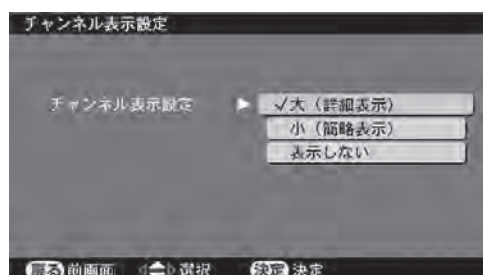 チャンネル表示設定
チャンネル表示設定 ▶ ✓大（詳細表示）
小（簡略表示）
表示しない
戻る 前画面 選択 決定 決定